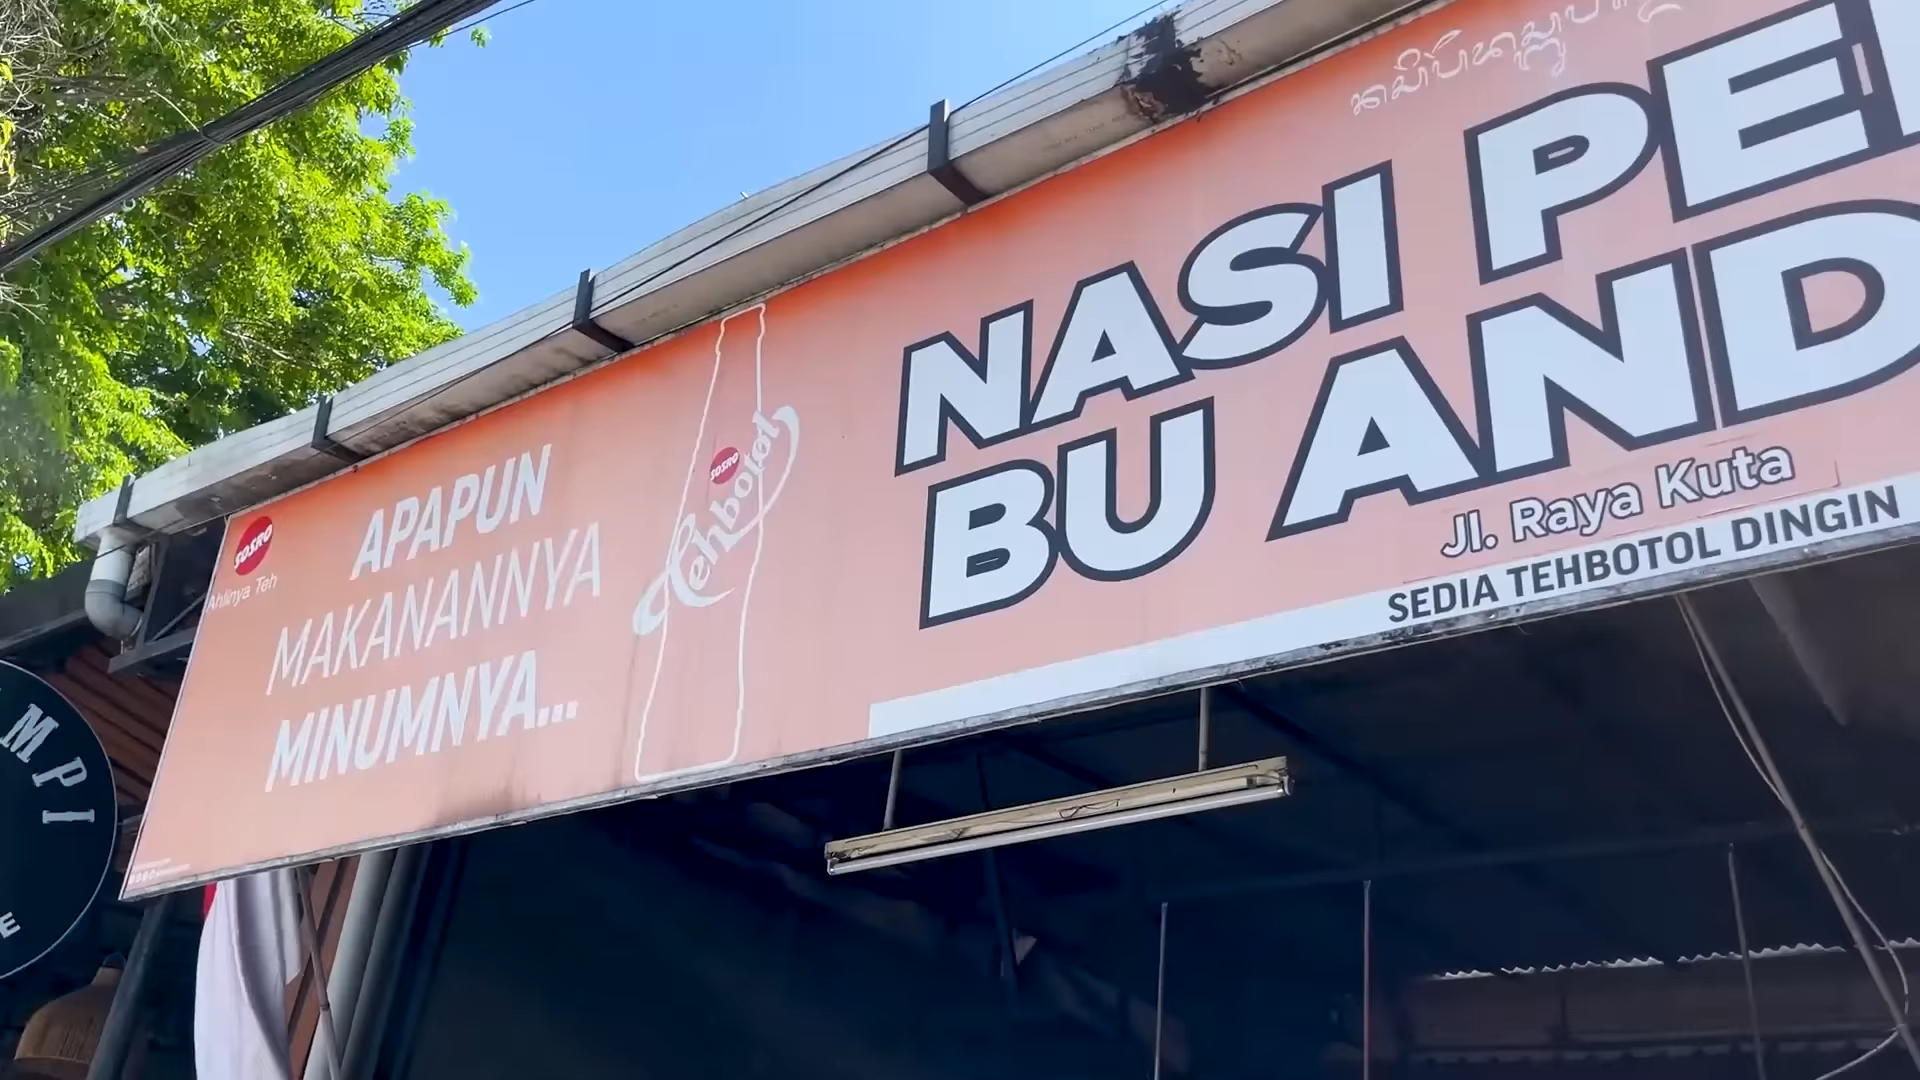 SOSRO
Ahlinya Teh
APAPUN
MAKANANNYA
MINUMNYA...
SOSRO
Tehbotol
NASI PE
BU AND
Jl. Raya Kuta
SEDIA TEHBOTOL DINGIN
MPI
E